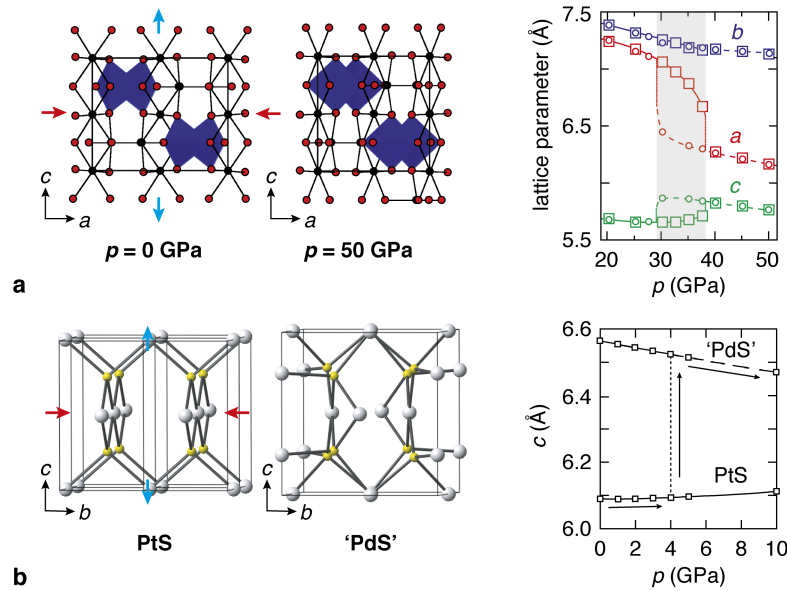 c
a
p = 0 GPa
c
a
p = 50 GPa
a
lattice parameter (Å)
7.5
6.5
5.5
b
a
c
20
30
40
50
p (GPa)
c
b
PtS
c
b
‘PdS’
b
c (Å)
6.6
6.4
6.2
6.0
‘PdS’
PtS
0
2
4
6
8
10
p (GPa)